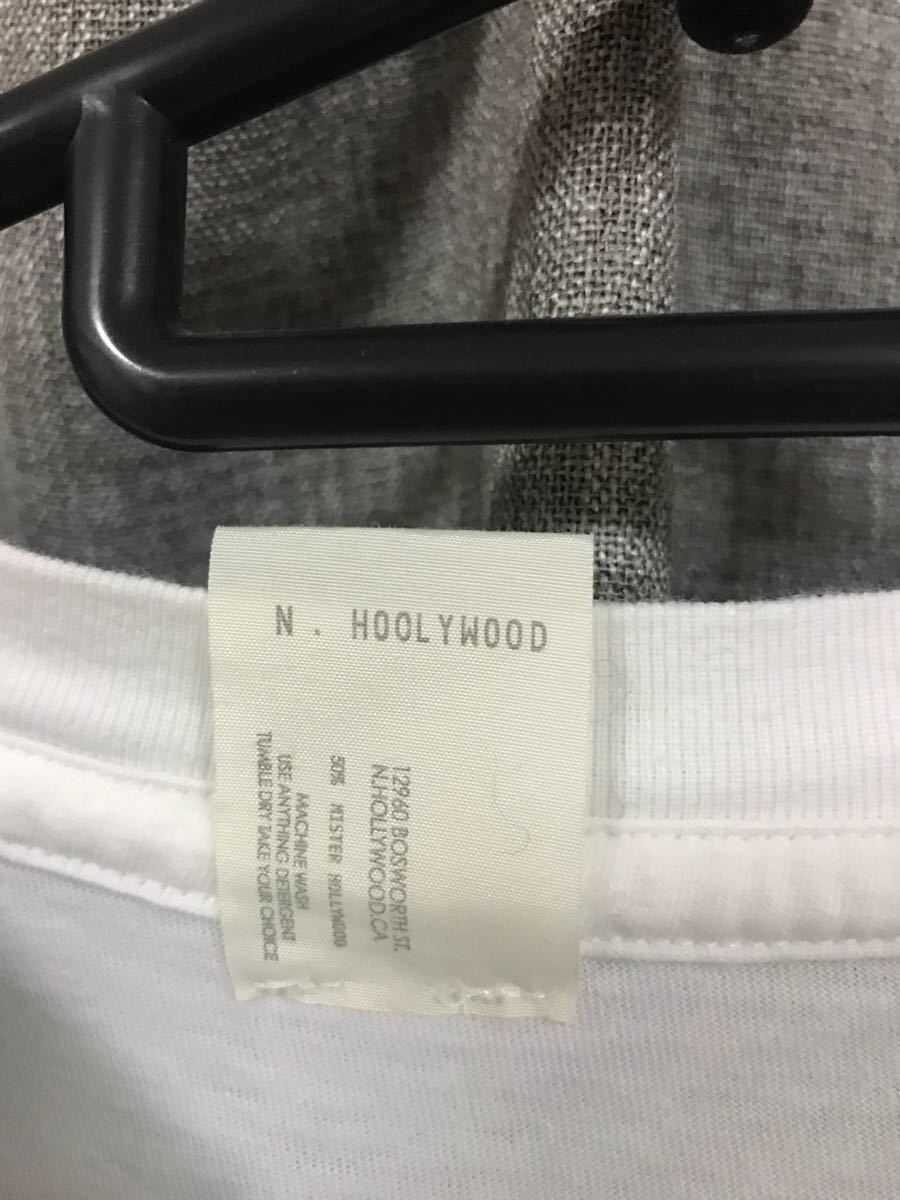 N. HOOLYWOOD
12960 BOSWORTH ST.
N.HOLLYWOOD.CA
50% MISTER HOLLYWOOD
MACHINE WASH
USE ANYTHING DETERGENT
TUMBLE DRY TAKE YOUR CHOICE